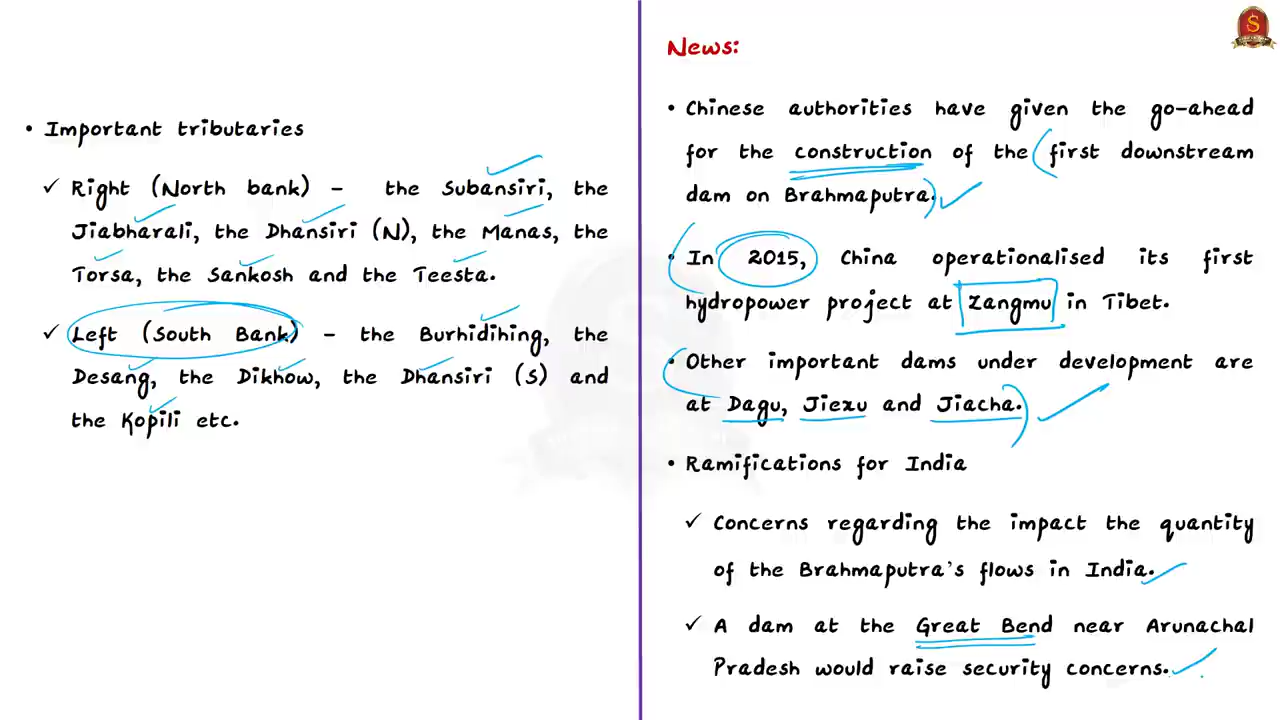 • Important tributaries
✓ Right (North bank) - the Subansiri, the
Jiabharali, the Dhansiri (N), the Manas, the
Torsa, the Sankosh and the Teesta.
✓ Left (South Bank) - the Burhidihing, the
Desang, the Dikhow, the Dhansiri (S) and
the Kopili etc.
News:
• Chinese authorities have given the go-ahead
for the construction of the first downstream
dam on Brahmaputra.
• In 2015, China operationalised its first
hydropower project at Zangmu in Tibet.
• Other important dams under development are
at Dagu, Jiexu and Jiacha.
• Ramifications for India
✓ Concerns regarding the impact the quantity
of the Brahmaputra's flows in India.
✓ A dam at the Great Bend near Arunachal
Pradesh would raise security concerns.